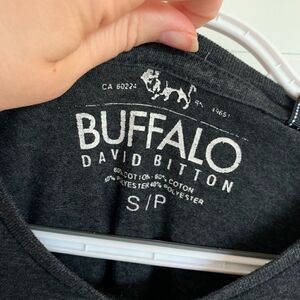 CA 60224
BUFFALO
DAVID BITTON
60% COTTON · 60% COTON
40% POLYESTER 40% POLYESTER
S/P